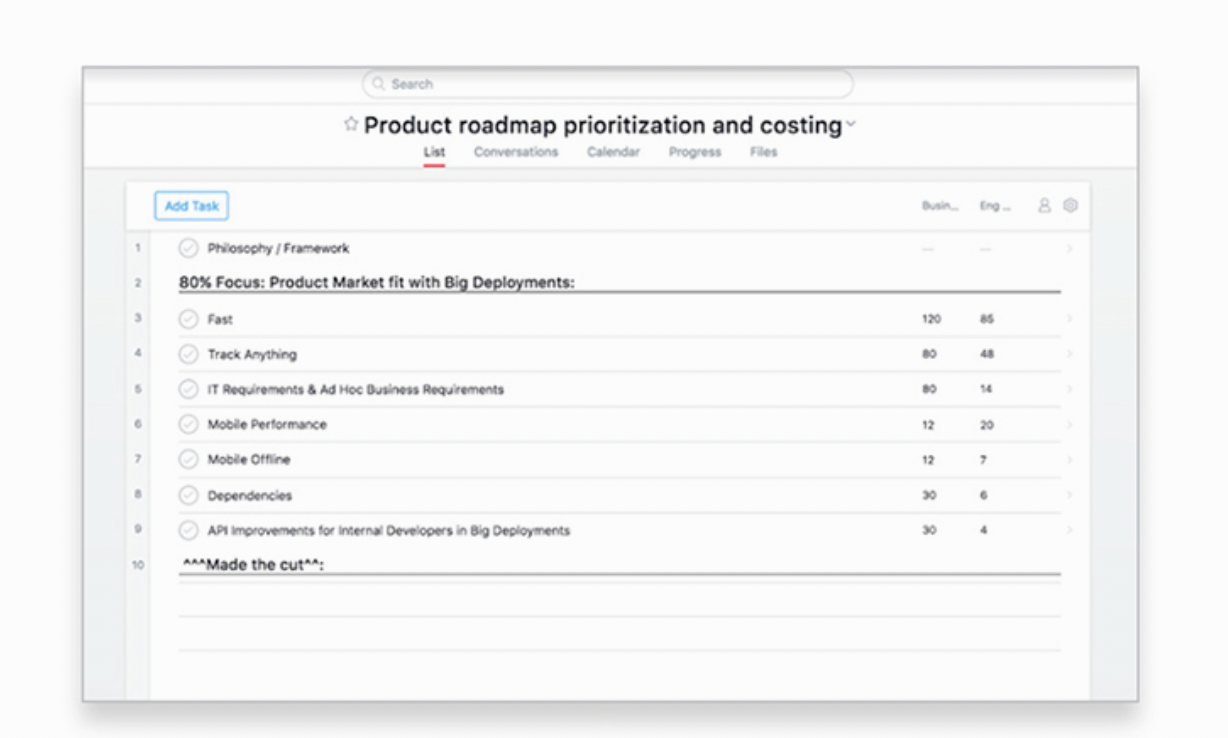 Search
Product roadmap prioritization and costing
List Conversations Calendar Progress Files
Add Task Busin... Eng ...
1 Philosophy / Framework — —
2 80% Focus: Product Market fit with Big Deployments:
3 Fast 120 85
4 Track Anything 80 48
5 IT Requirements & Ad Hoc Business Requirements 80 14
6 Mobile Performance 12 20
7 Mobile Offline 12 7
8 Dependencies 30 6
9 API Improvements for Internal Developers in Big Deployments 30 4
10 ^^^Made the cut^^: